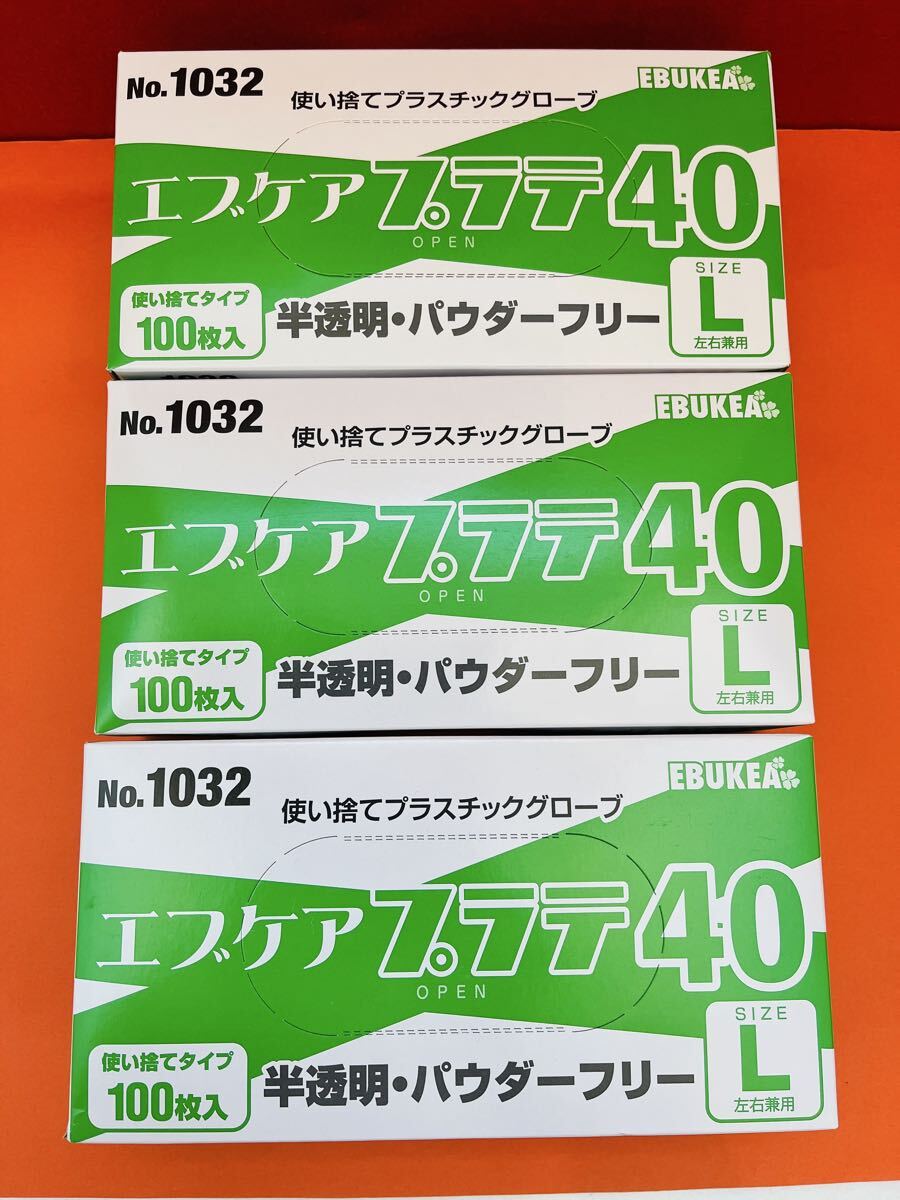 No.1032
EBUKEA
使い捨てプラスチックグローブ
エブケアプラテ4.0
OPEN
SIZE
L
左右兼用
使い捨てタイプ
100枚入
半透明・パウダーフリー
No.1032
EBUKEA
使い捨てプラスチックグローブ
エブケアプラテ4.0
OPEN
SIZE
L
左右兼用
使い捨てタイプ
100枚入
半透明・パウダーフリー
No.1032
EBUKEA
使い捨てプラスチックグローブ
エブケアプラテ4.0
OPEN
SIZE
L
左右兼用
使い捨てタイプ
100枚入
半透明・パウダーフリー